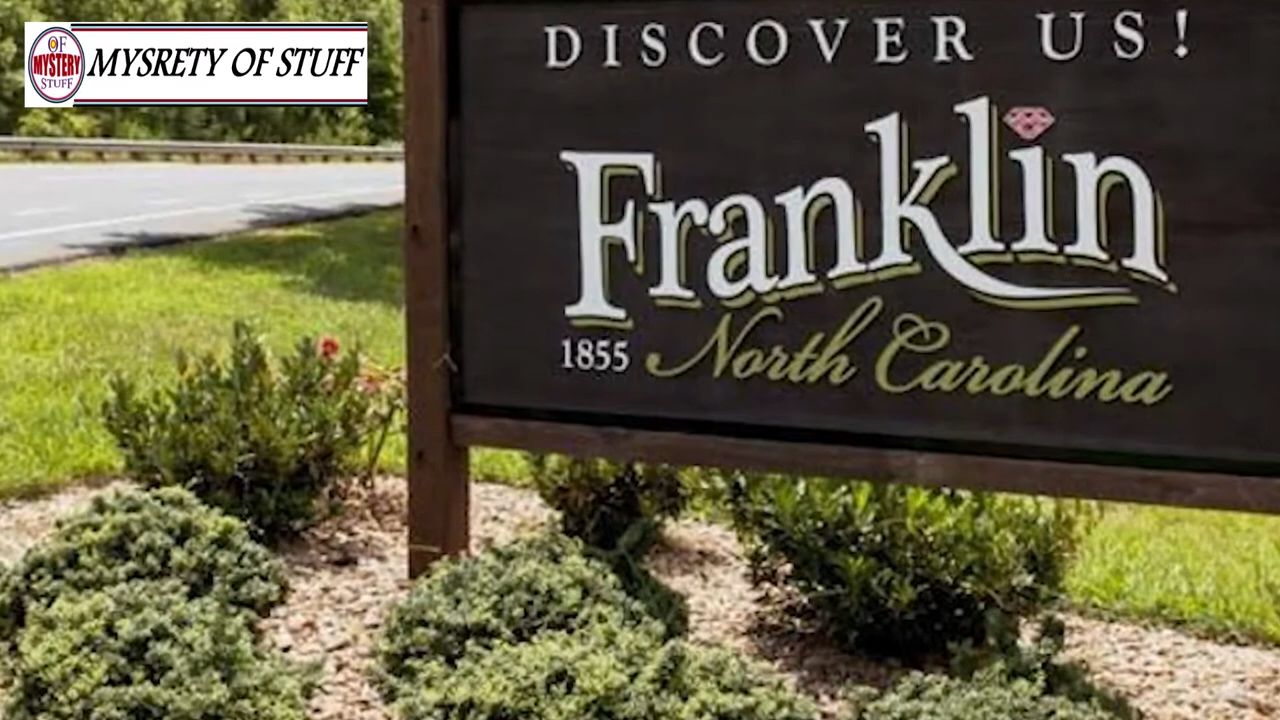 OF
MYSTERY
STUFF
MYSRETY OF STUFF
DISCOVER US!
Franklin
1855 North Carolina